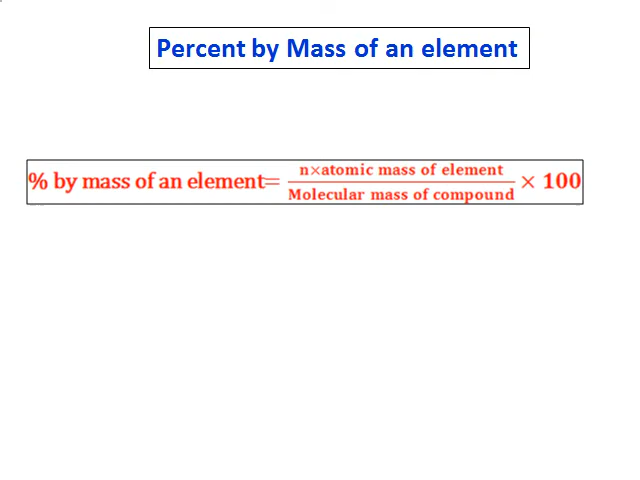 Percent by Mass of an element
% by mass of an element= n×atomic mass of element / Molecular mass of compound × 100